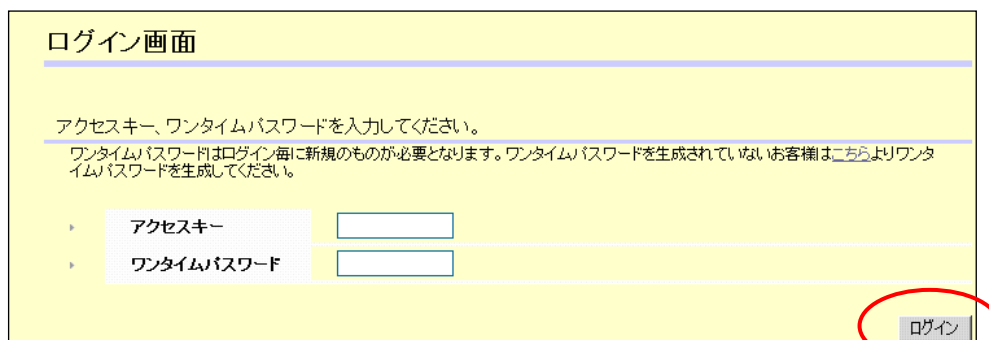 ログイン画面
アクセスキー、ワンタイムパスワードを入力してください。
ワンタイムパスワードはログイン毎に新規のものが必要となります。ワンタイムパスワードを生成されていないお客様はこちらよりワンタ
イムパスワードを生成してください。
アクセスキー
ワンタイムパスワード
ログイン